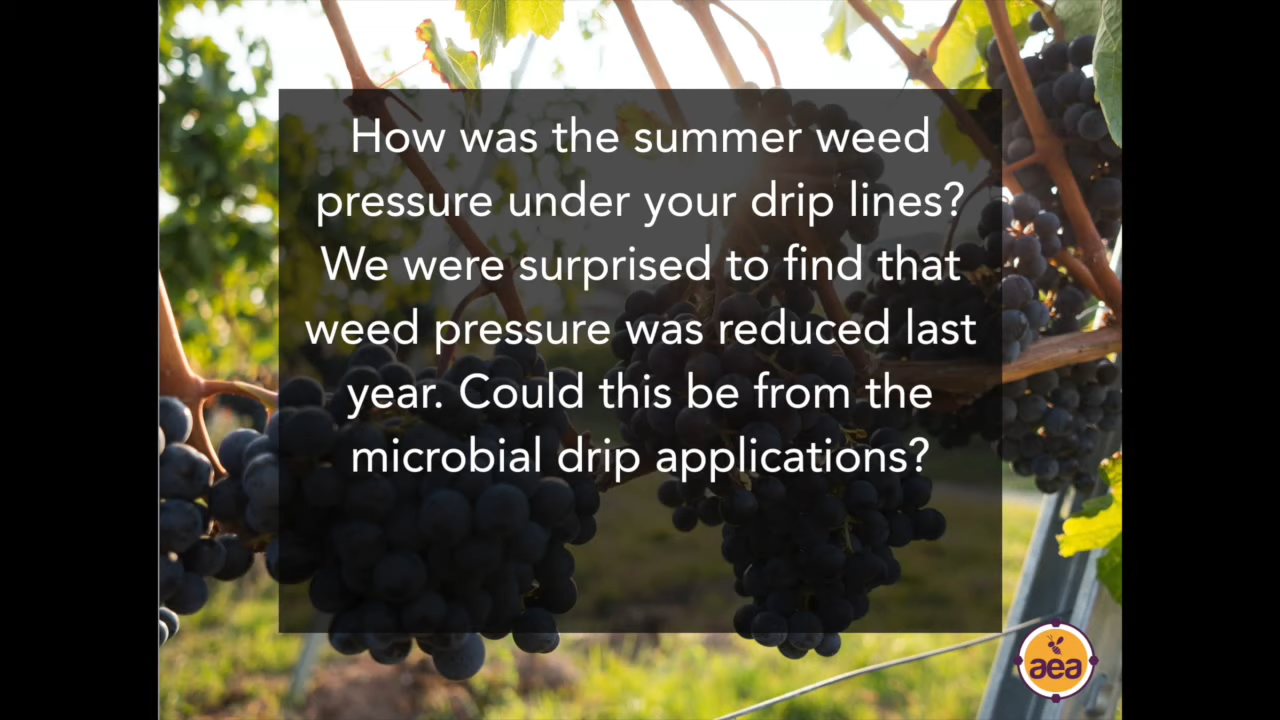 How was the summer weed
pressure under your drip lines?
We were surprised to find that
weed pressure was reduced last
year. Could this be from the
microbial drip applications?
aea